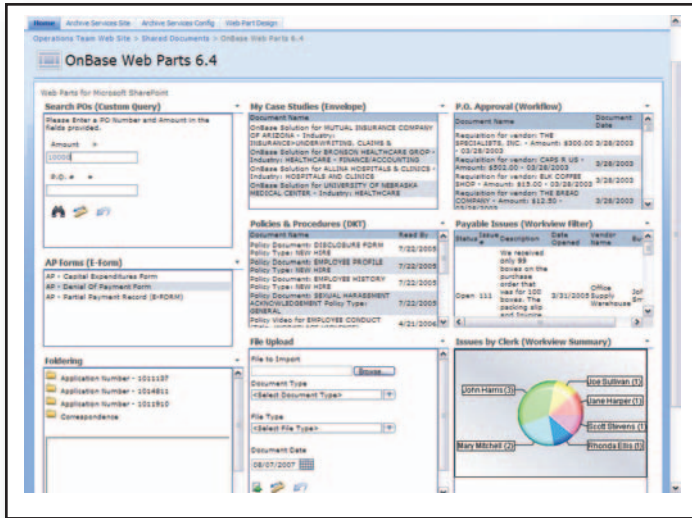 Home Archive Services Site Archive Services Config Web Part Design
Operations Team Web Site > Shared Documents > OnBase Web Parts 6.4
OnBase Web Parts 6.4
Web Parts for Microsoft SharePoint
Search POs (Custom Query)
Please Enter a PO Number and Amount in the
fields provided.
Amount =
10000
P.O. # =
AP Forms (E-Form)
AP - Capital Expenditures Form
AP - Denial Of Payment Form
AP - Partial Payment Record (E-FORM)
Foldering
Application Number - 1011137
Application Number - 1014811
Application Number - 1011910
Correspondence
My Case Studies (Envelope)
Document Name
OnBase Solution for MUTUAL INSURANCE COMPANY
OF ARIZONA - Industry:
INSURANCE>UNDERWRITING, CLAIMS &
OnBase Solution for BRONSON HEALTHCARE GROP -
Industry: HEALTHCARE - FINANCE/ACCOUNTING
OnBase Solution for ALLINA HOSPITALS & CLINICS -
Industry: HOSPITALS AND CLINICS
OnBase Solution for UNIVERSITY OF NEBRASKA
MEDICAL CENTER - Industry: HEALTHCARE
Policies & Procedures (DKT)
Document Name Read By
Policy Document: DISCLOSURE FORM
Policy Type: NEW HIRE 7/22/2005
Policy Document: EMPLOYEE PROFILE
Policy Type: NEW HIRE 7/22/2005
Policy Document: EMPLOYEE HISTORY
Policy Type: NEW HIRE 7/22/2005
Policy Document: SEXUAL HARASSMENT
ACKNOWLEDGEMENT Policy Type:
GENERAL 7/22/2005
Policy Video for EMPLOYEE CONDUCT 4/21/2006
File Upload
File to Import
Browse...
Document Type
<Select Document Type>
File Type
<Select File Type>
Document Date
08/07/2007
P.O. Approval (Workflow)
Document Name Document Date
Requisition for vendor: THE
SPECIALISTS, INC. - Amount: $300.00 3/28/2003
- 03/28/2003
Requisition for vendor: CAPS R US -
Amount: $502.00 - 03/28/2003 3/28/2003
Requisition for vendor: ELK COFFEE
SHOP - Amount: $15.00 - 03/28/2003 3/28/2003
Requisition for vendor: THE BREAD
COMPANY - Amount: $12.50 - 3/28/2003
03/28/2003
Payable Issues (Workview Filter)
Status Issue # Description Date Opened Vendor Name Bu
Open 111 We received only 99 boxes on the purchase order that was for 100 boxes. The packing slip and invoice 3/31/2005 Office Supply Warehouse
Issues by Clerk (Workview Summary)
John Harris (3)
Joe Sullivan (1)
Jane Harper (1)
Scott Stevens (1)
Mary Mitchell (2)
Rhonda Ellis (1)